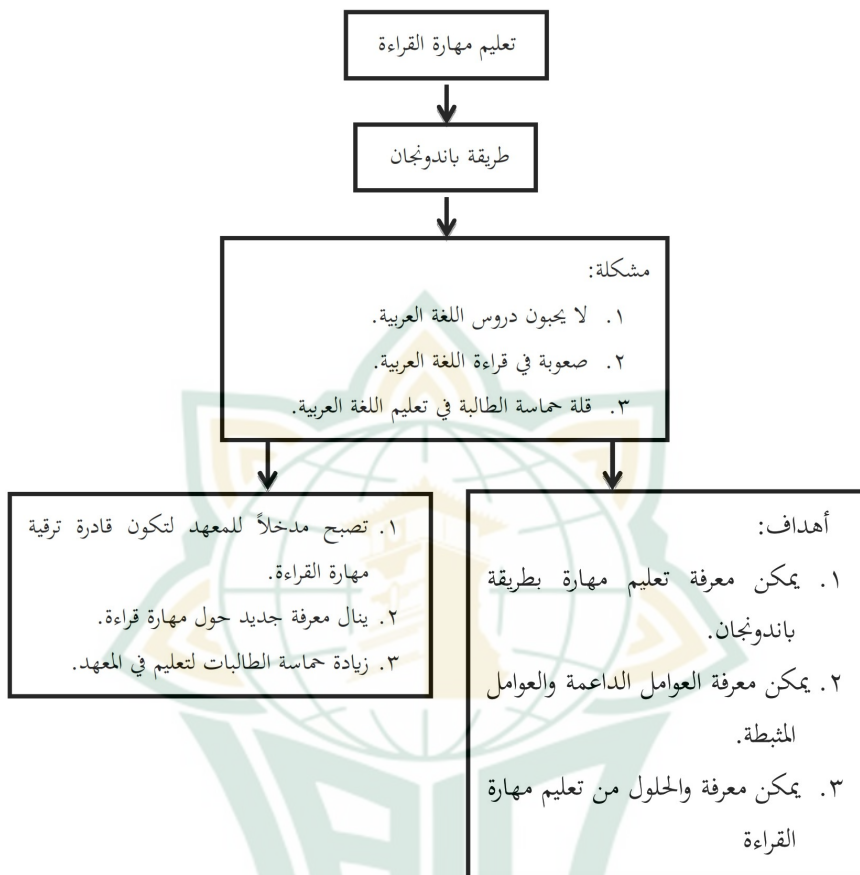 تعليم مهارة القراءة
طريقة باندونجان
مشكلة:
١. لا يحبون دروس اللغة العربية.
٢. صعوبة في قراءة اللغة العربية.
٣. قلة حماسة الطالبة في تعليم اللغة العربية.
أهداف:
١. يمكن معرفة تعليم مهارة بطريقة
باندونجان.
٢. يمكن معرفة العوامل الداعمة والعوامل
المثبطة.
٣. يمكن معرفة والحلول من تعليم مهارة
القراءة
١. تصبح مدخلاً للمعهد لتكون قادرة ترقية
مهارة القراءة.
٢. ينال معرفة جديد حول مهارة قراءة.
٣. زيادة حماسة الطالبات لتعليم في المعهد.